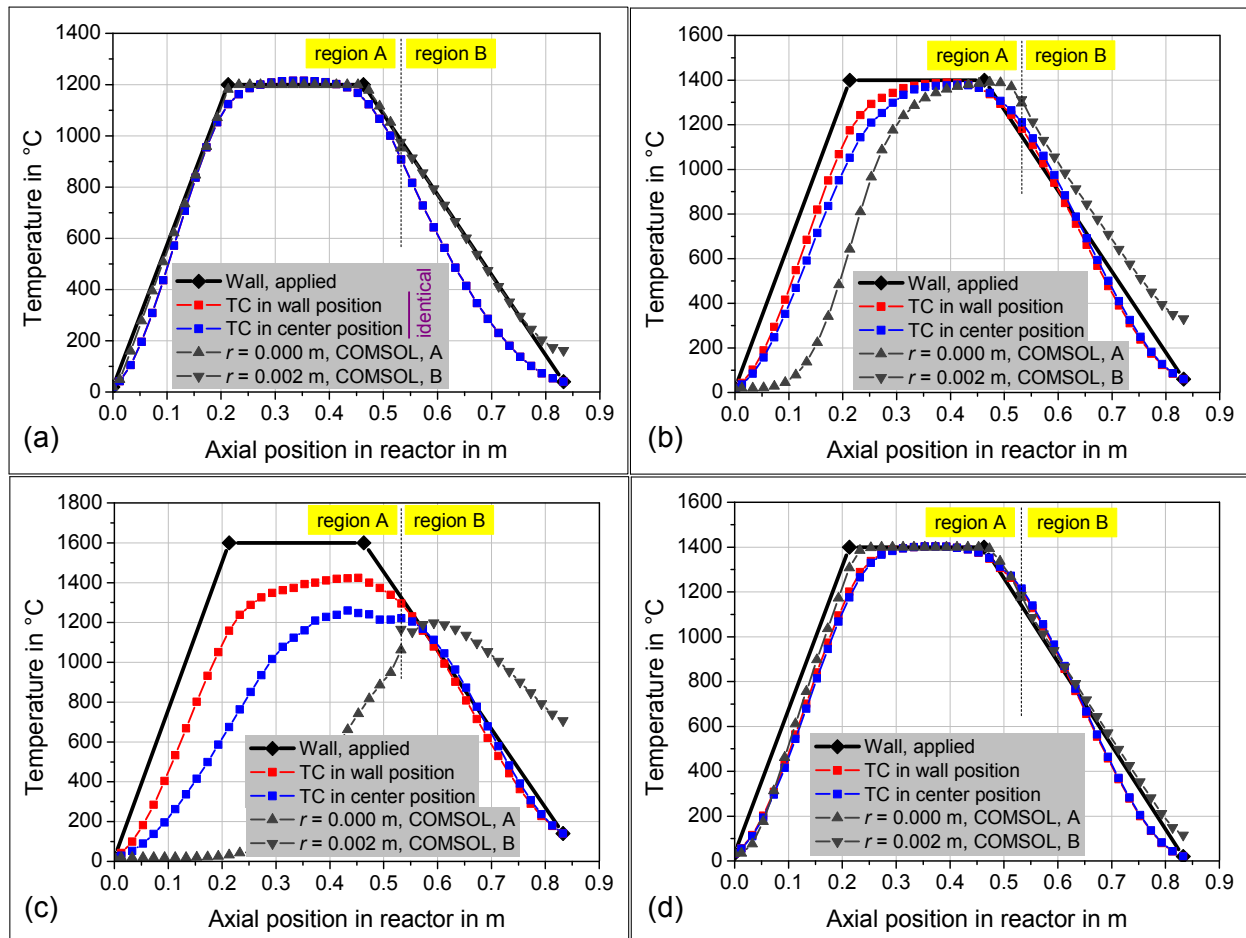 region A
region B
1400
1200
1000
800
600
400
200
0
Temperature in °C
Wall, applied
TC in wall position
TC in center position
identical
r = 0.000 m, COMSOL, A
r = 0.002 m, COMSOL, B
0.0 0.1 0.2 0.3 0.4 0.5 0.6 0.7 0.8 0.9
(a)
Axial position in reactor in m
region A
region B
1600
1400
1200
1000
800
600
400
200
0
Temperature in °C
Wall, applied
TC in wall position
TC in center position
r = 0.000 m, COMSOL, A
r = 0.002 m, COMSOL, B
0.0 0.1 0.2 0.3 0.4 0.5 0.6 0.7 0.8 0.9
(b)
Axial position in reactor in m
region A
region B
1800
1600
1400
1200
1000
800
600
400
200
0
Temperature in °C
Wall, applied
TC in wall position
TC in center position
r = 0.000 m, COMSOL, A
r = 0.002 m, COMSOL, B
0.0 0.1 0.2 0.3 0.4 0.5 0.6 0.7 0.8 0.9
(c)
Axial position in reactor in m
region A
region B
1600
1400
1200
1000
800
600
400
200
0
Temperature in °C
Wall, applied
TC in wall position
TC in center position
r = 0.000 m, COMSOL, A
r = 0.002 m, COMSOL, B
0.0 0.1 0.2 0.3 0.4 0.5 0.6 0.7 0.8 0.9
(d)
Axial position in reactor in m